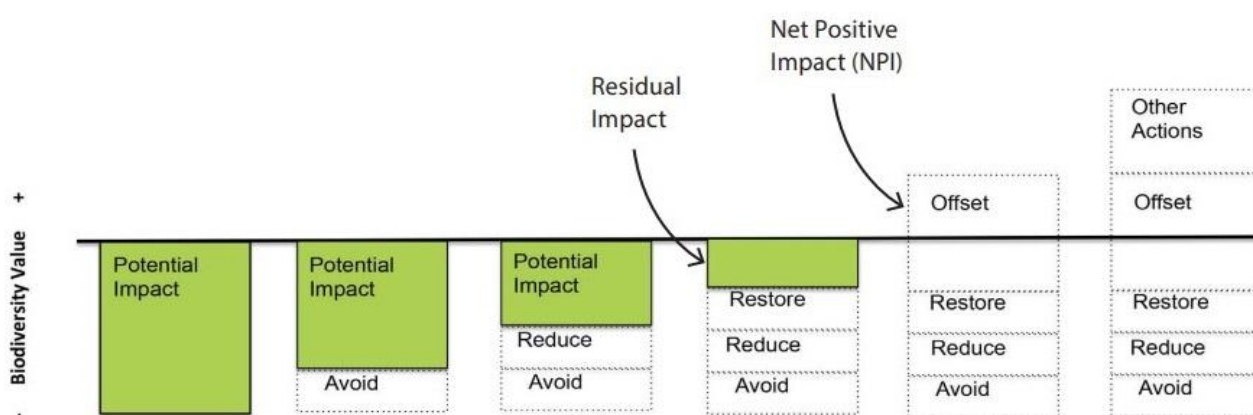 Net Positive
Impact (NPI)
Residual
Impact
Other
Actions
Offset
Offset
+
Biodiversity Value
Potential
Impact
Potential
Impact
Potential
Impact
Restore
Restore
Restore
Reduce
Reduce
Reduce
Reduce
Avoid
Avoid
Avoid
Avoid
Avoid